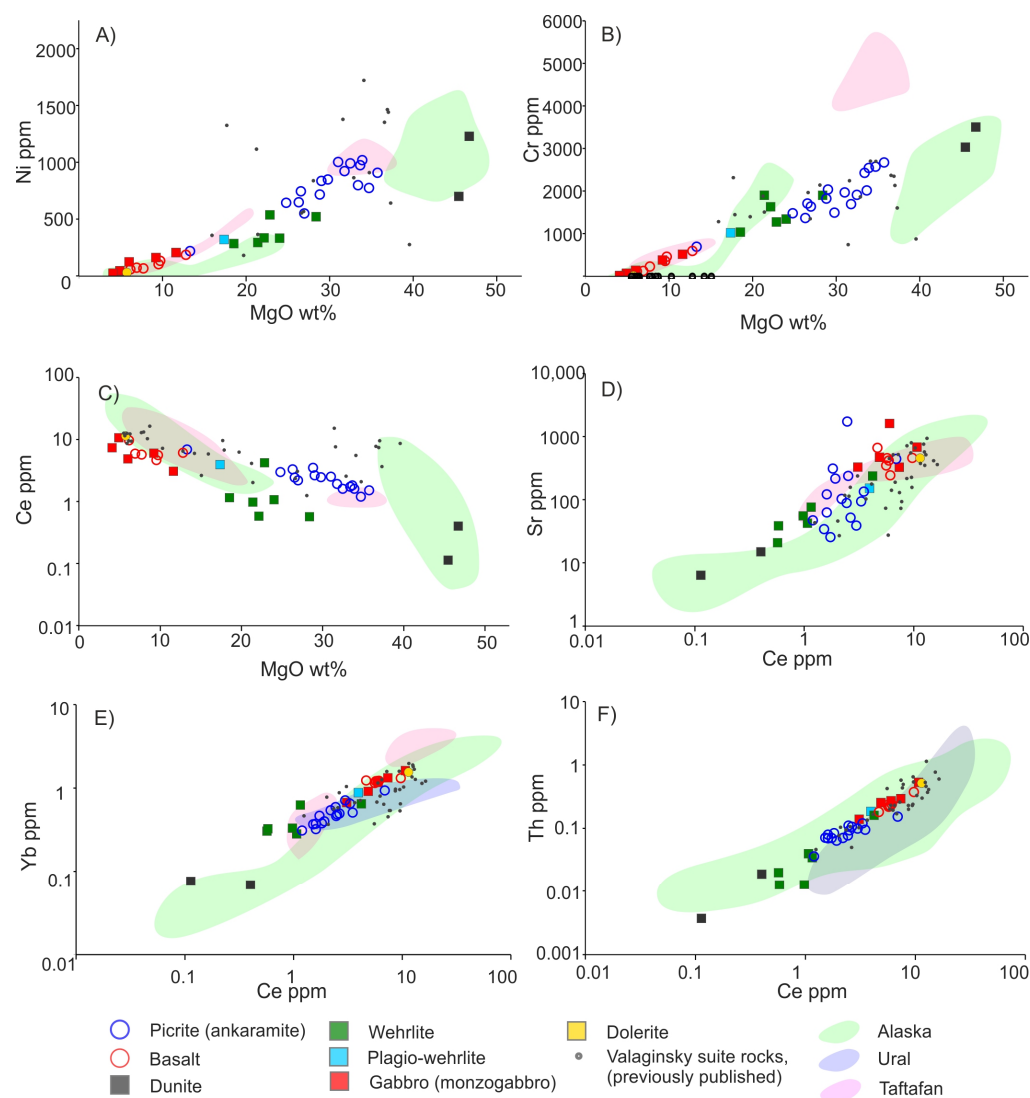 A)
2000
1500
1000
500
0
Ni ppm
10
20
30
40
50
MgO wt%
B)
6000
5000
4000
3000
2000
1000
0
Cr ppm
0
10
20
30
40
50
MgO wt%
C)
100
10
1
0.1
0.01
Ce ppm
0
10
20
30
40
50
MgO wt%
D)
10,000
1000
100
10
1
Sr ppm
0.01
0.1
1
10
100
Ce ppm
E)
10
1
0.1
0.01
Yb ppm
0.1
1
10
100
Ce ppm
F)
10
1
0.1
0.01
0.001
Th ppm
0.01
0.1
1
10
100
Ce ppm
Picrite (ankaramite)
Basalt
Dunite
Wehrlite
Plagio-wehrlite
Gabbro (monzogabbro)
Dolerite
Valaginsky suite rocks,
(previously published)
Alaska
Ural
Taftafan